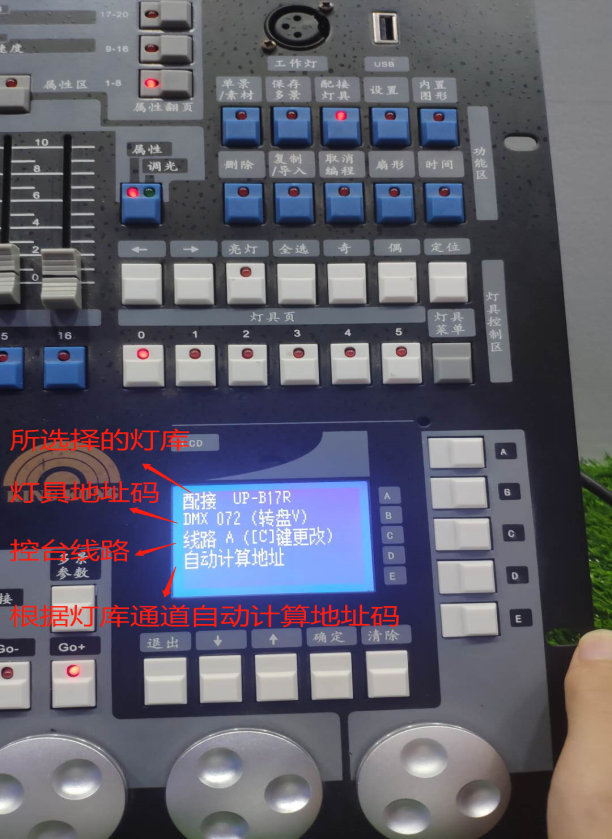 17-20
速度
9-16
1-8
属性区
属性翻页
工作灯
USB
单景 保存 配接 设置 内置
/素材 多景 灯具 图形
功能区
10
8
6
4
2
0
属性
调光
删除 复制 取消 扇形 时间
/导入 编程
← → 亮灯 全选 奇 偶 定位
灯具控制区
灯具页
灯具
菜单
5 16 0 1 2 3 4 5
LCD
所选择的灯库
灯具地址码
控台线路
根据灯库通道自动计算地址码
配接 UP-B17R
DMX 072 (转盘V)
线路 A ([C]键更改)
自动计算地址
A
B
C
D
E
A
B
C
D
E
多景
参数
接
Go-
Go+
退出 ↓ ↑ 确定 清除